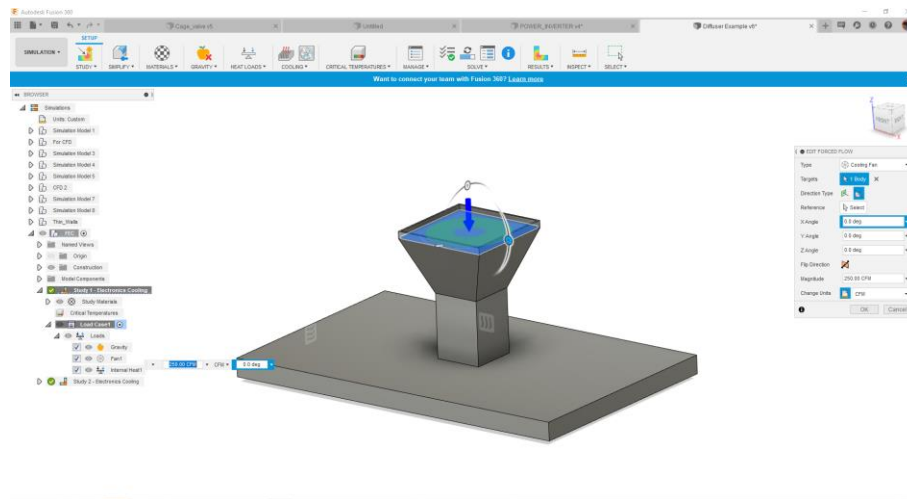 Autodesk Fusion 360
Cage_valve v5
Untitled
POWER_INVERTER v4*
Diffuser Example v6*
SETUP
SIMULATION
STUDY
SIMPLIFY
MATERIALS
GRAVITY
HEAT LOADS
COOLING
CRITICAL TEMPERATURES
MANAGE
SOLVE
RESULTS
INSPECT
SELECT
Want to connect your team with Fusion 360? Learn more
BROWSER
Simulations
Units: Custom
Simulation Model 1
For CFD
Simulation Model 3
Simulation Model 4
Simulation Model 5
CFD 2
Simulation Model 7
Simulation Model 8
Thin_Walls
Named Views
Origin
Construction
Model Components
Study 1 - Electronics Cooling
Study Materials
Critical Temperatures
Load Case1
Loads
Gravity
Fan1
Internal Heat1
Study 2 - Electronics Cooling
250.00 CFM
CFM
0.0 deg
Z
X
EDIT FORCED FLOW
Type
Cooling Fan
Targets
1 Body
Direction Type
Reference
Select
X Angle
0.0 deg
Y Angle
0.0 deg
Z Angle
0.0 deg
Flip Direction
Magnitude
250.00 CFM
Change Units
CFM
OK
Cancel